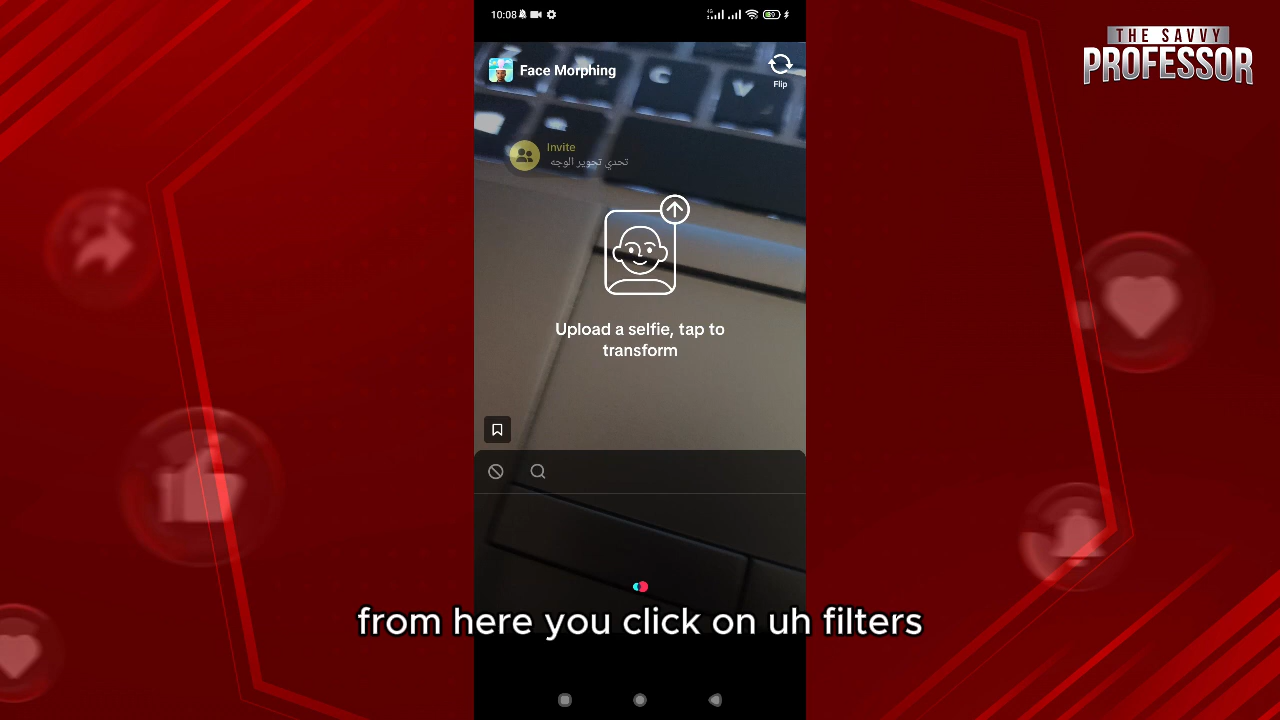 10:08
4G
THE SAVVY
PROFESSOR
Face Morphing
Flip
C
V
Invite
تحدي تحوير الوجه
Upload a selfie, tap to
transform
from here you click on uh filters